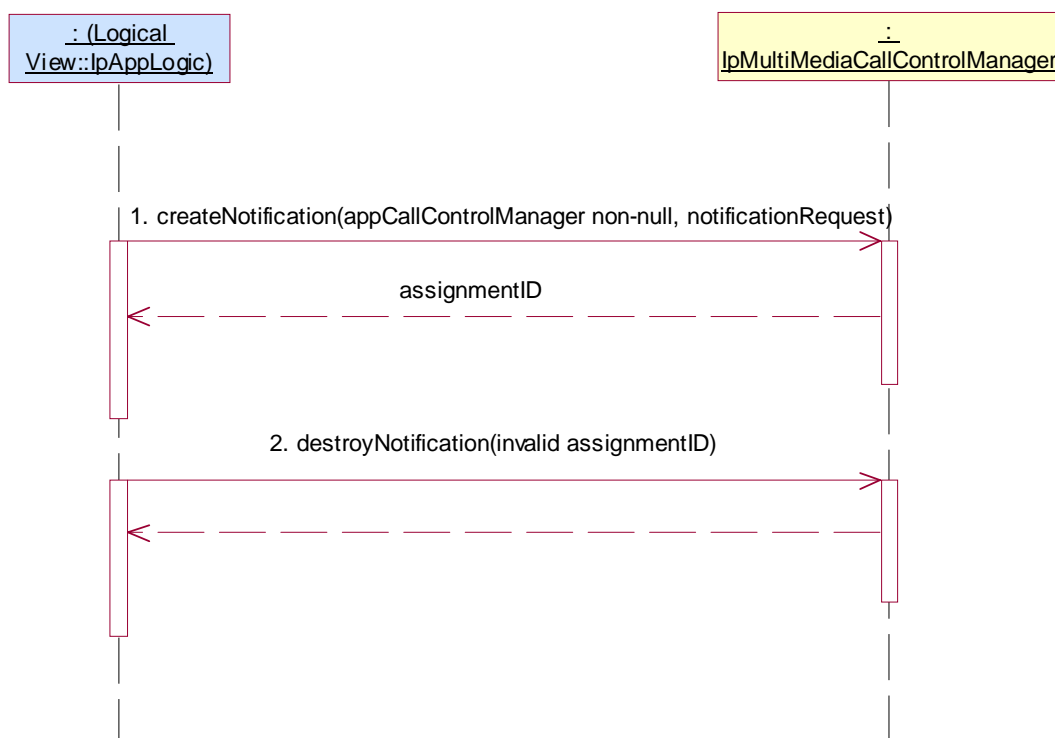 : (Logical
View::IpAppLogic)
:
IpMultiMediaCallControlManager
1. createNotification(appCallControlManager non-null, notificationRequest)
assignmentID
2. destroyNotification(invalid assignmentID)